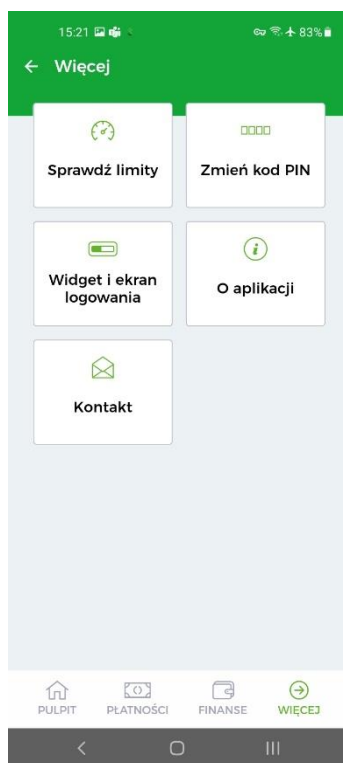 15:21 83%
Więcej
Sprawdź limity
Zmień kod PIN
Widget i ekran
logowania
O aplikacji
Kontakt
PULPIT PŁATNOŚCI FINANSE WIĘCEJ